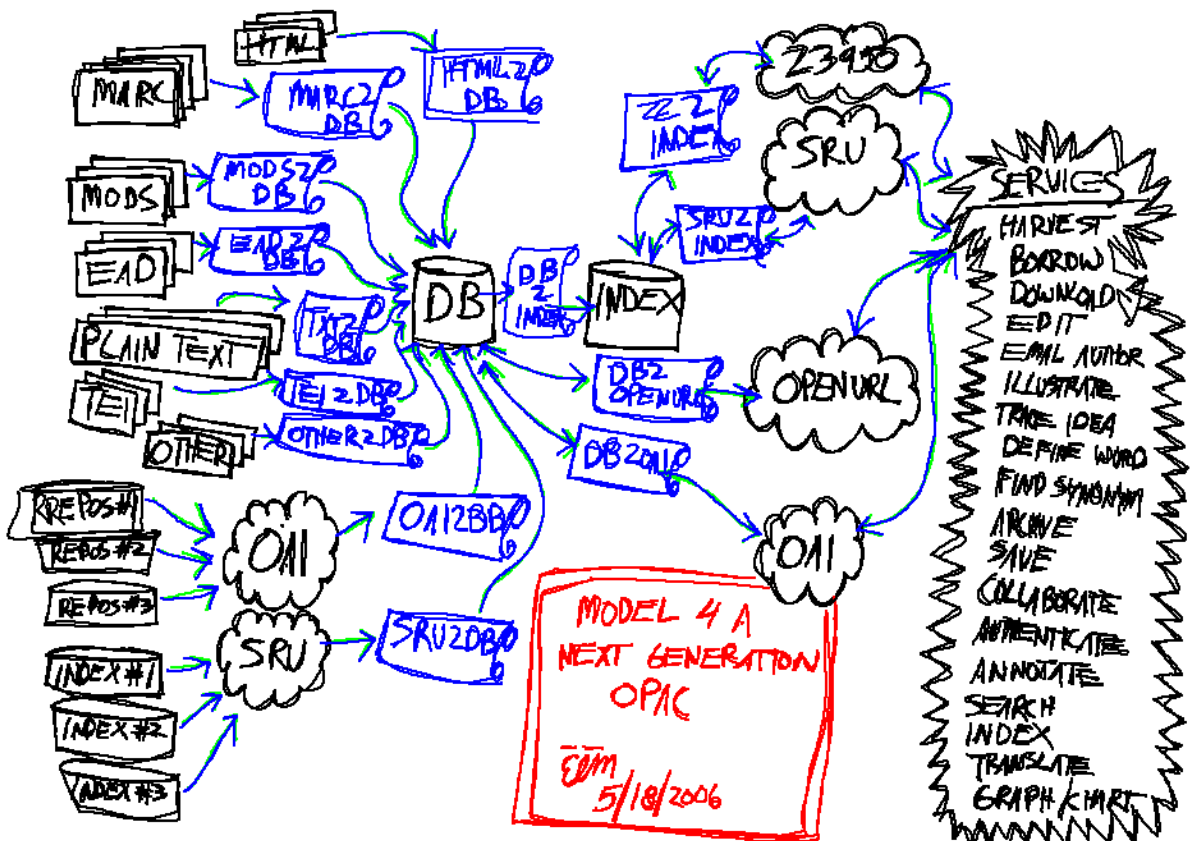 HTML
MARC
MARC2
DB
HTML2
DB
MODS
MODS2
DB
EAD
EAD2
DB
PLAIN TEXT
TXT2
DB
TEI
TEI2DB
OTHER
OTHER2DB
REPOS#1
REPOS#2
REPOS#3
OAI
OAI2BB
INDEX#1
INDEX#2
INDEX#3
SRU
SRU2DB
DB
DB
2
INDEX
INDEX
ZZ2
INDEX
Z3950
SRU
SRU2
INDEX
DB2
OPENURL
OPENURL
DB2OAI
OAI
MODEL 4 A
NEXT GENERATION
OPAC
ELM
5/18/2006
SERVICES
HARVEST
BORROW
DOWNLOAD
EDIT
EMAIL AUTHOR
ILLUSTRATE
TRACE IDEA
DEFINE WORD
FIND SYNONYM
ARCHIVE
SAVE
COLLABORATE
AUTHENTICATE
ANNOTATE
SEARCH
INDEX
TRANSLATE
GRAPH/CHART